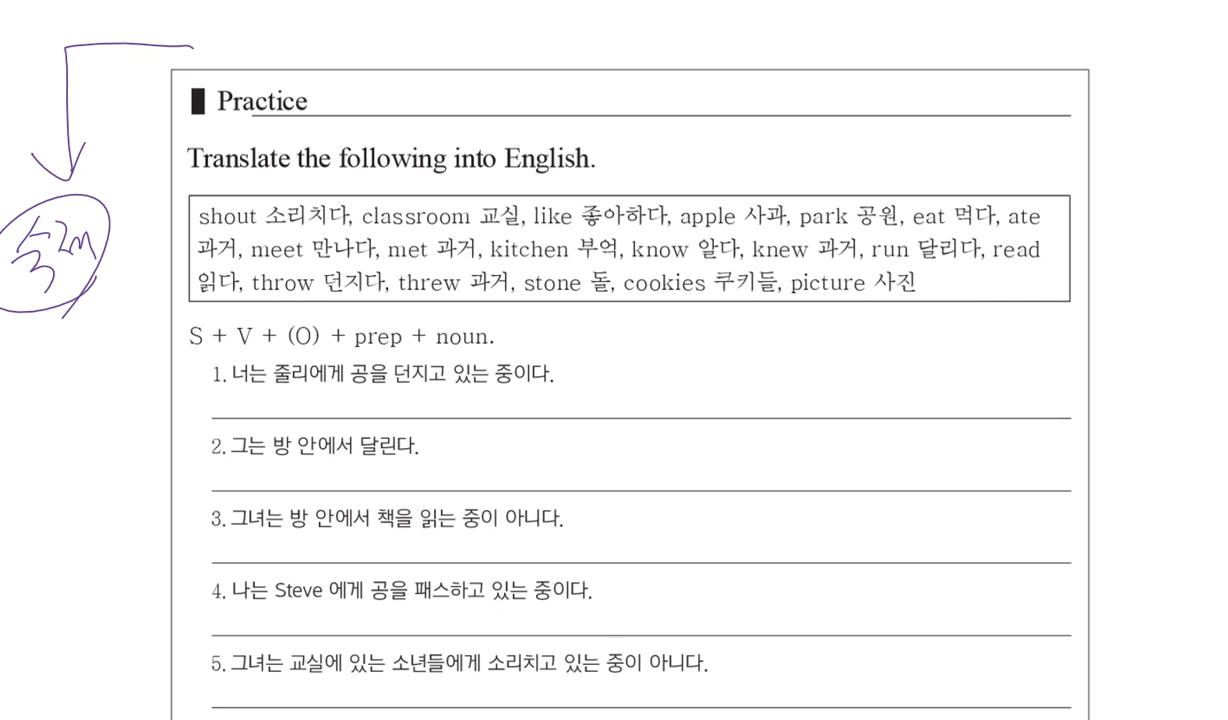 Practice
Translate the following into English.
숙제
shout 소리치다, classroom 교실, like 좋아하다, apple 사과, park 공원, eat 먹다, ate
과거, meet 만나다, met 과거, kitchen 부엌, know 알다, knew 과거, run 달리다, read
읽다, throw 던지다, threw 과거, stone 돌, cookies 쿠키들, picture 사진
S + V + (O) + prep + noun.
1. 너는 줄리에게 공을 던지고 있는 중이다.
2. 그는 방 안에서 달린다.
3. 그녀는 방 안에서 책을 읽는 중이 아니다.
4. 나는 Steve 에게 공을 패스하고 있는 중이다.
5. 그녀는 교실에 있는 소년들에게 소리치고 있는 중이 아니다.